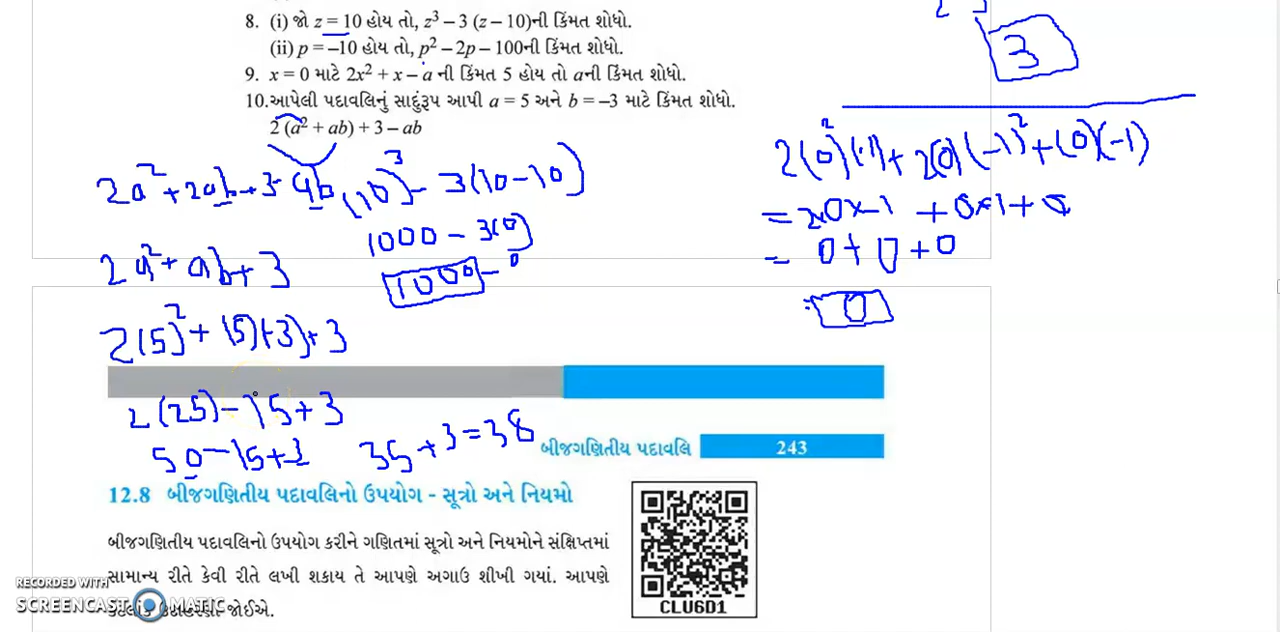 8. (i) જો z = 10 હોય તો, z³ – 3 (z – 10)ની કિંમત શોધો.
(ii) p = –10 હોય તો, p² – 2p – 100ની કિંમત શોધો.
9. x = 0 માટે 2x² + x – a ની કિંમત 5 હોય તો aની કિંમત શોધો.
10.આપેલી પદાવલિનું સાદુંરૂપ આપી a = 5 અને b = –3 માટે કિંમત શોધો.
2 (a² + ab) + 3 – ab
2a² + 2ab + 3 - ab
2a² + ab + 3
2(5)² + (5)(-3) + 3
2(25) - 15 + 3
50 - 15 + 3
35 + 3 = 38
(10)³ - 3(10-10)
1000 - 3(0)
1000 - 0
3
2(0)²(-1) + 2(0)(-1)² + (0)(-1)
= 2×0×-1 + 0×1 + 0
= 0 + 0 + 0
= 0
બીજગણિતીય પદાવલિ 243
12.8 બીજગણિતીય પદાવલિનો ઉપયોગ - સૂત્રો અને નિયમો
બીજગણિતીય પદાવલિનો ઉપયોગ કરીને ગણિતમાં સૂત્રો અને નિયમોને સંક્ષિપ્તમાં
સામાન્ય રીતે કેવી રીતે લખી શકાય તે આપણે અગાઉ શીખી ગયાં. આપણે
જોઈએ.
CLU6D1
RECORDED WITH
SCREENCAST MATIC